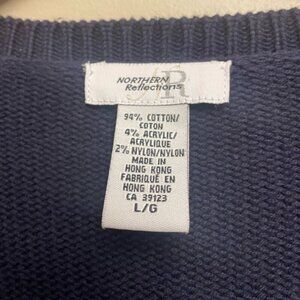 NORTHERN
Reflections
94% COTTON/
COTON
4% ACRYLIC/
ACRYLIQUE
2% NYLON/NYLON
MADE IN
HONG KONG
FABRIQUÉ EN
HONG KONG
CA 39123
L/G